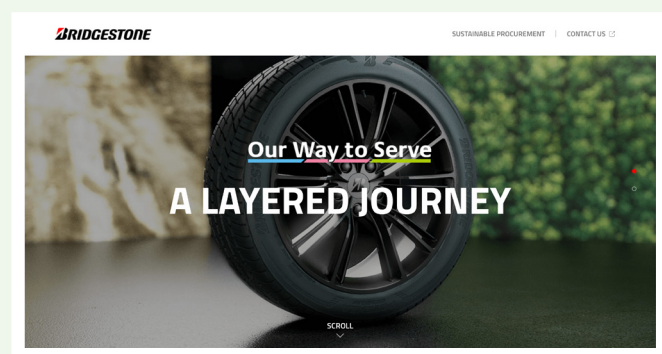 BRIDGESTONE
SUSTAINABLE PROCUREMENT
CONTACT US
Our Way to Serve
A LAYERED JOURNEY
SCROLL